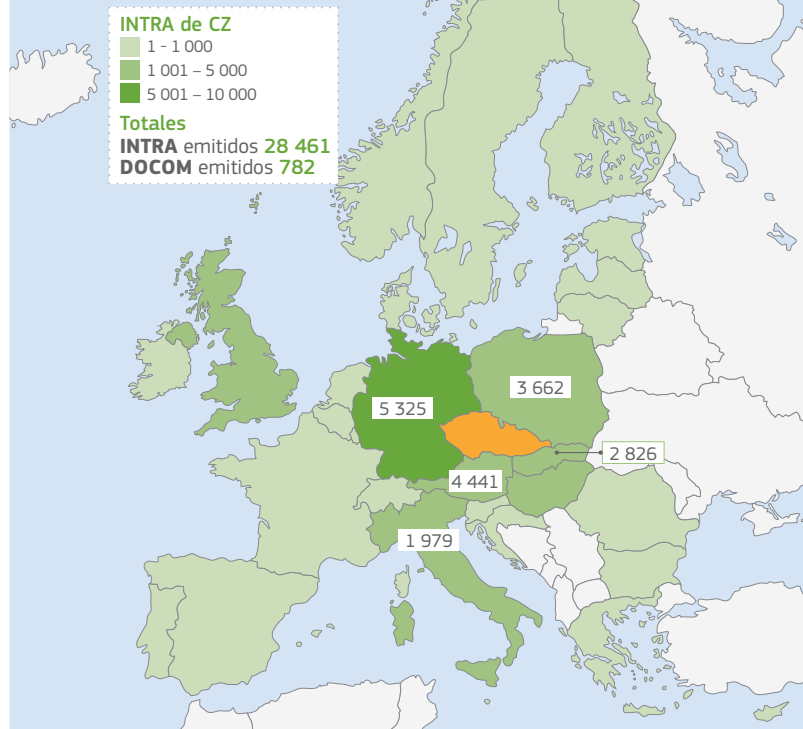 INTRA de CZ
1 - 1 000
1 001 – 5 000
5 001 – 10 000
Totales
INTRA emitidos 28 461
DOCOM emitidos 782
3 662
5 325
2 826
4 441
1 979